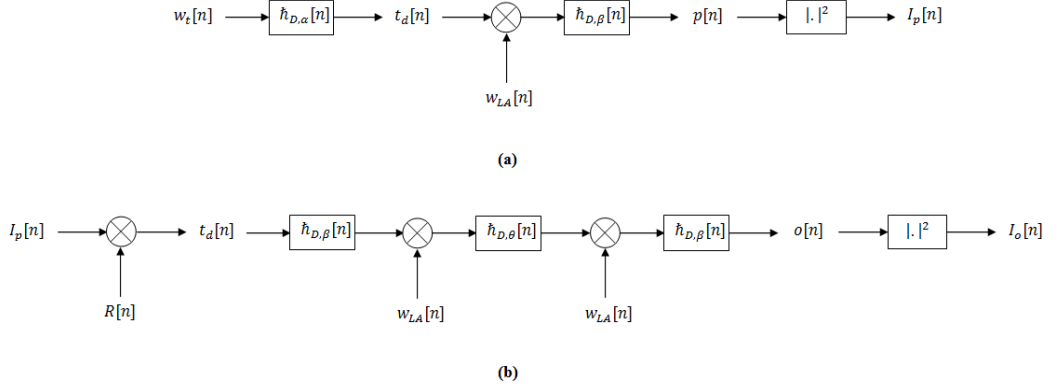 w_t[n] ℏ_{D,α}[n] t_d[n] ℏ_{D,β}[n] p[n] |.|² I_p[n]
w_{LA}[n]
(a)
I_p[n] t_d[n] ℏ_{D,β}[n] ℏ_{D,θ}[n] ℏ_{D,β}[n] o[n] |.|² I_o[n]
R[n] w_{LA}[n] w_{LA}[n]
(b)